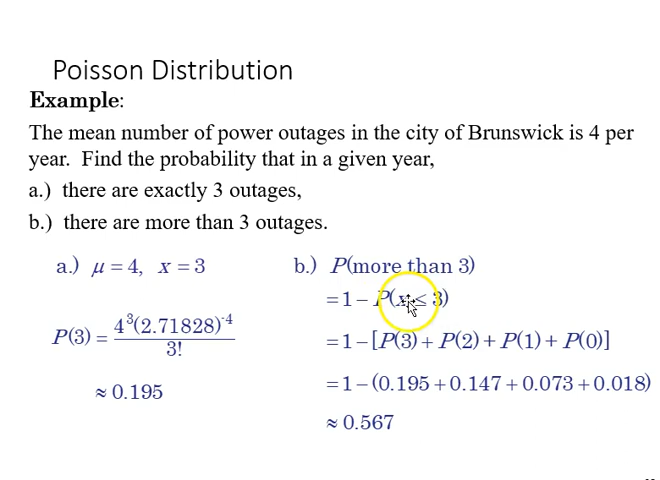 Poisson Distribution
Example:
The mean number of power outages in the city of Brunswick is 4 per
year. Find the probability that in a given year,
a.) there are exactly 3 outages,
b.) there are more than 3 outages.
a.) μ = 4, x = 3
P(3) = 4³(2.71828)⁻⁴ / 3!
≈ 0.195
b.) P(more than 3)
= 1 − P(x ≤ 3)
= 1 − [P(3) + P(2) + P(1) + P(0)]
= 1 − (0.195 + 0.147 + 0.073 + 0.018)
≈ 0.567